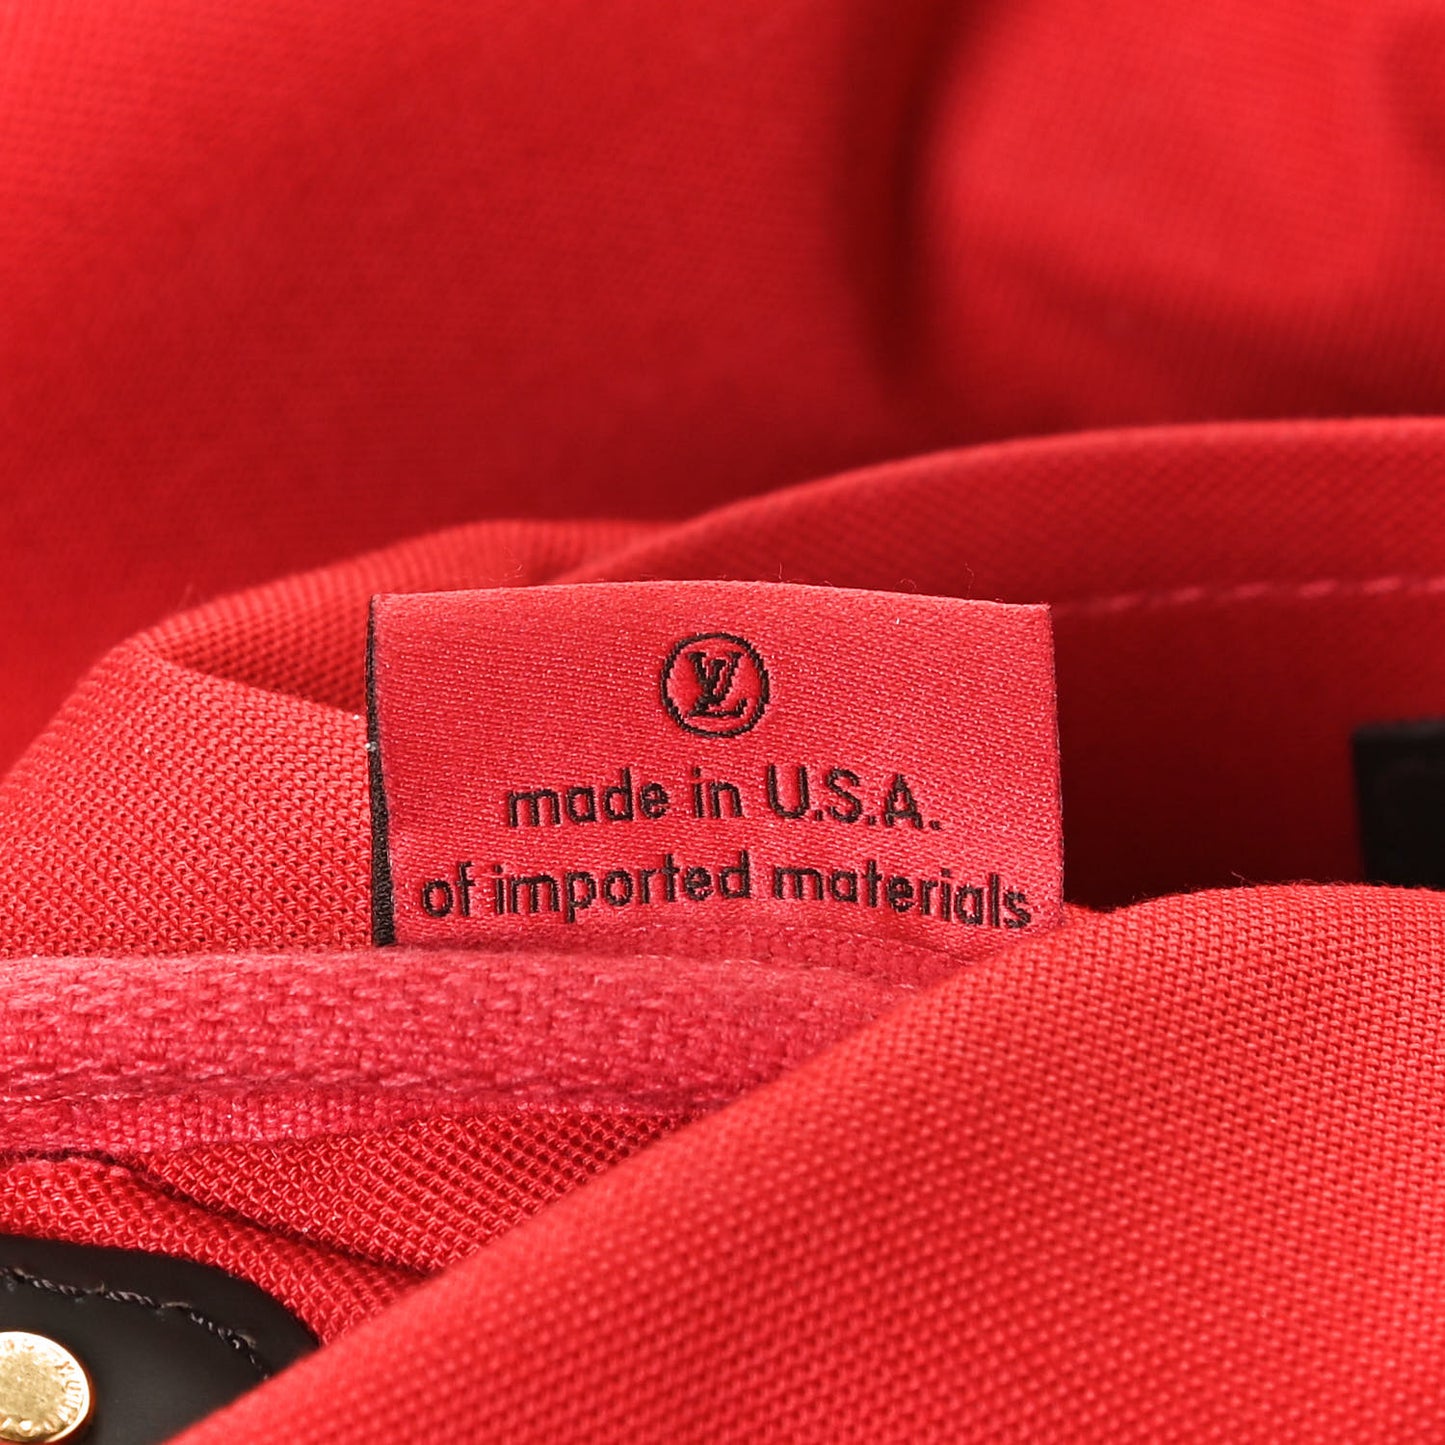 LV
made in U.S.A.
of imported materials